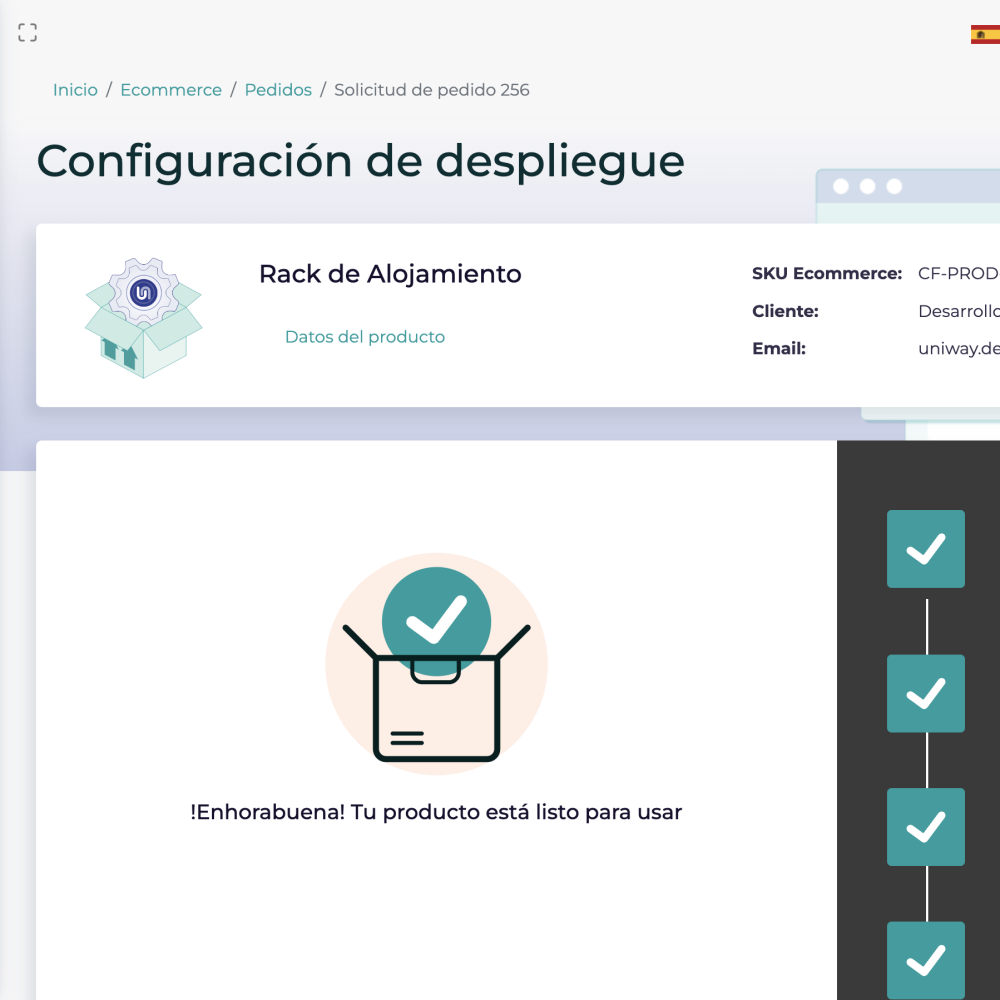 Inicio / Ecommerce / Pedidos / Solicitud de pedido 256
Configuración de despliegue
Rack de Alojamiento
Datos del producto
SKU Ecommerce: CF-PROD
Cliente: Desarrollo
Email: uniway.de
!Enhorabuena! Tu producto está listo para usar